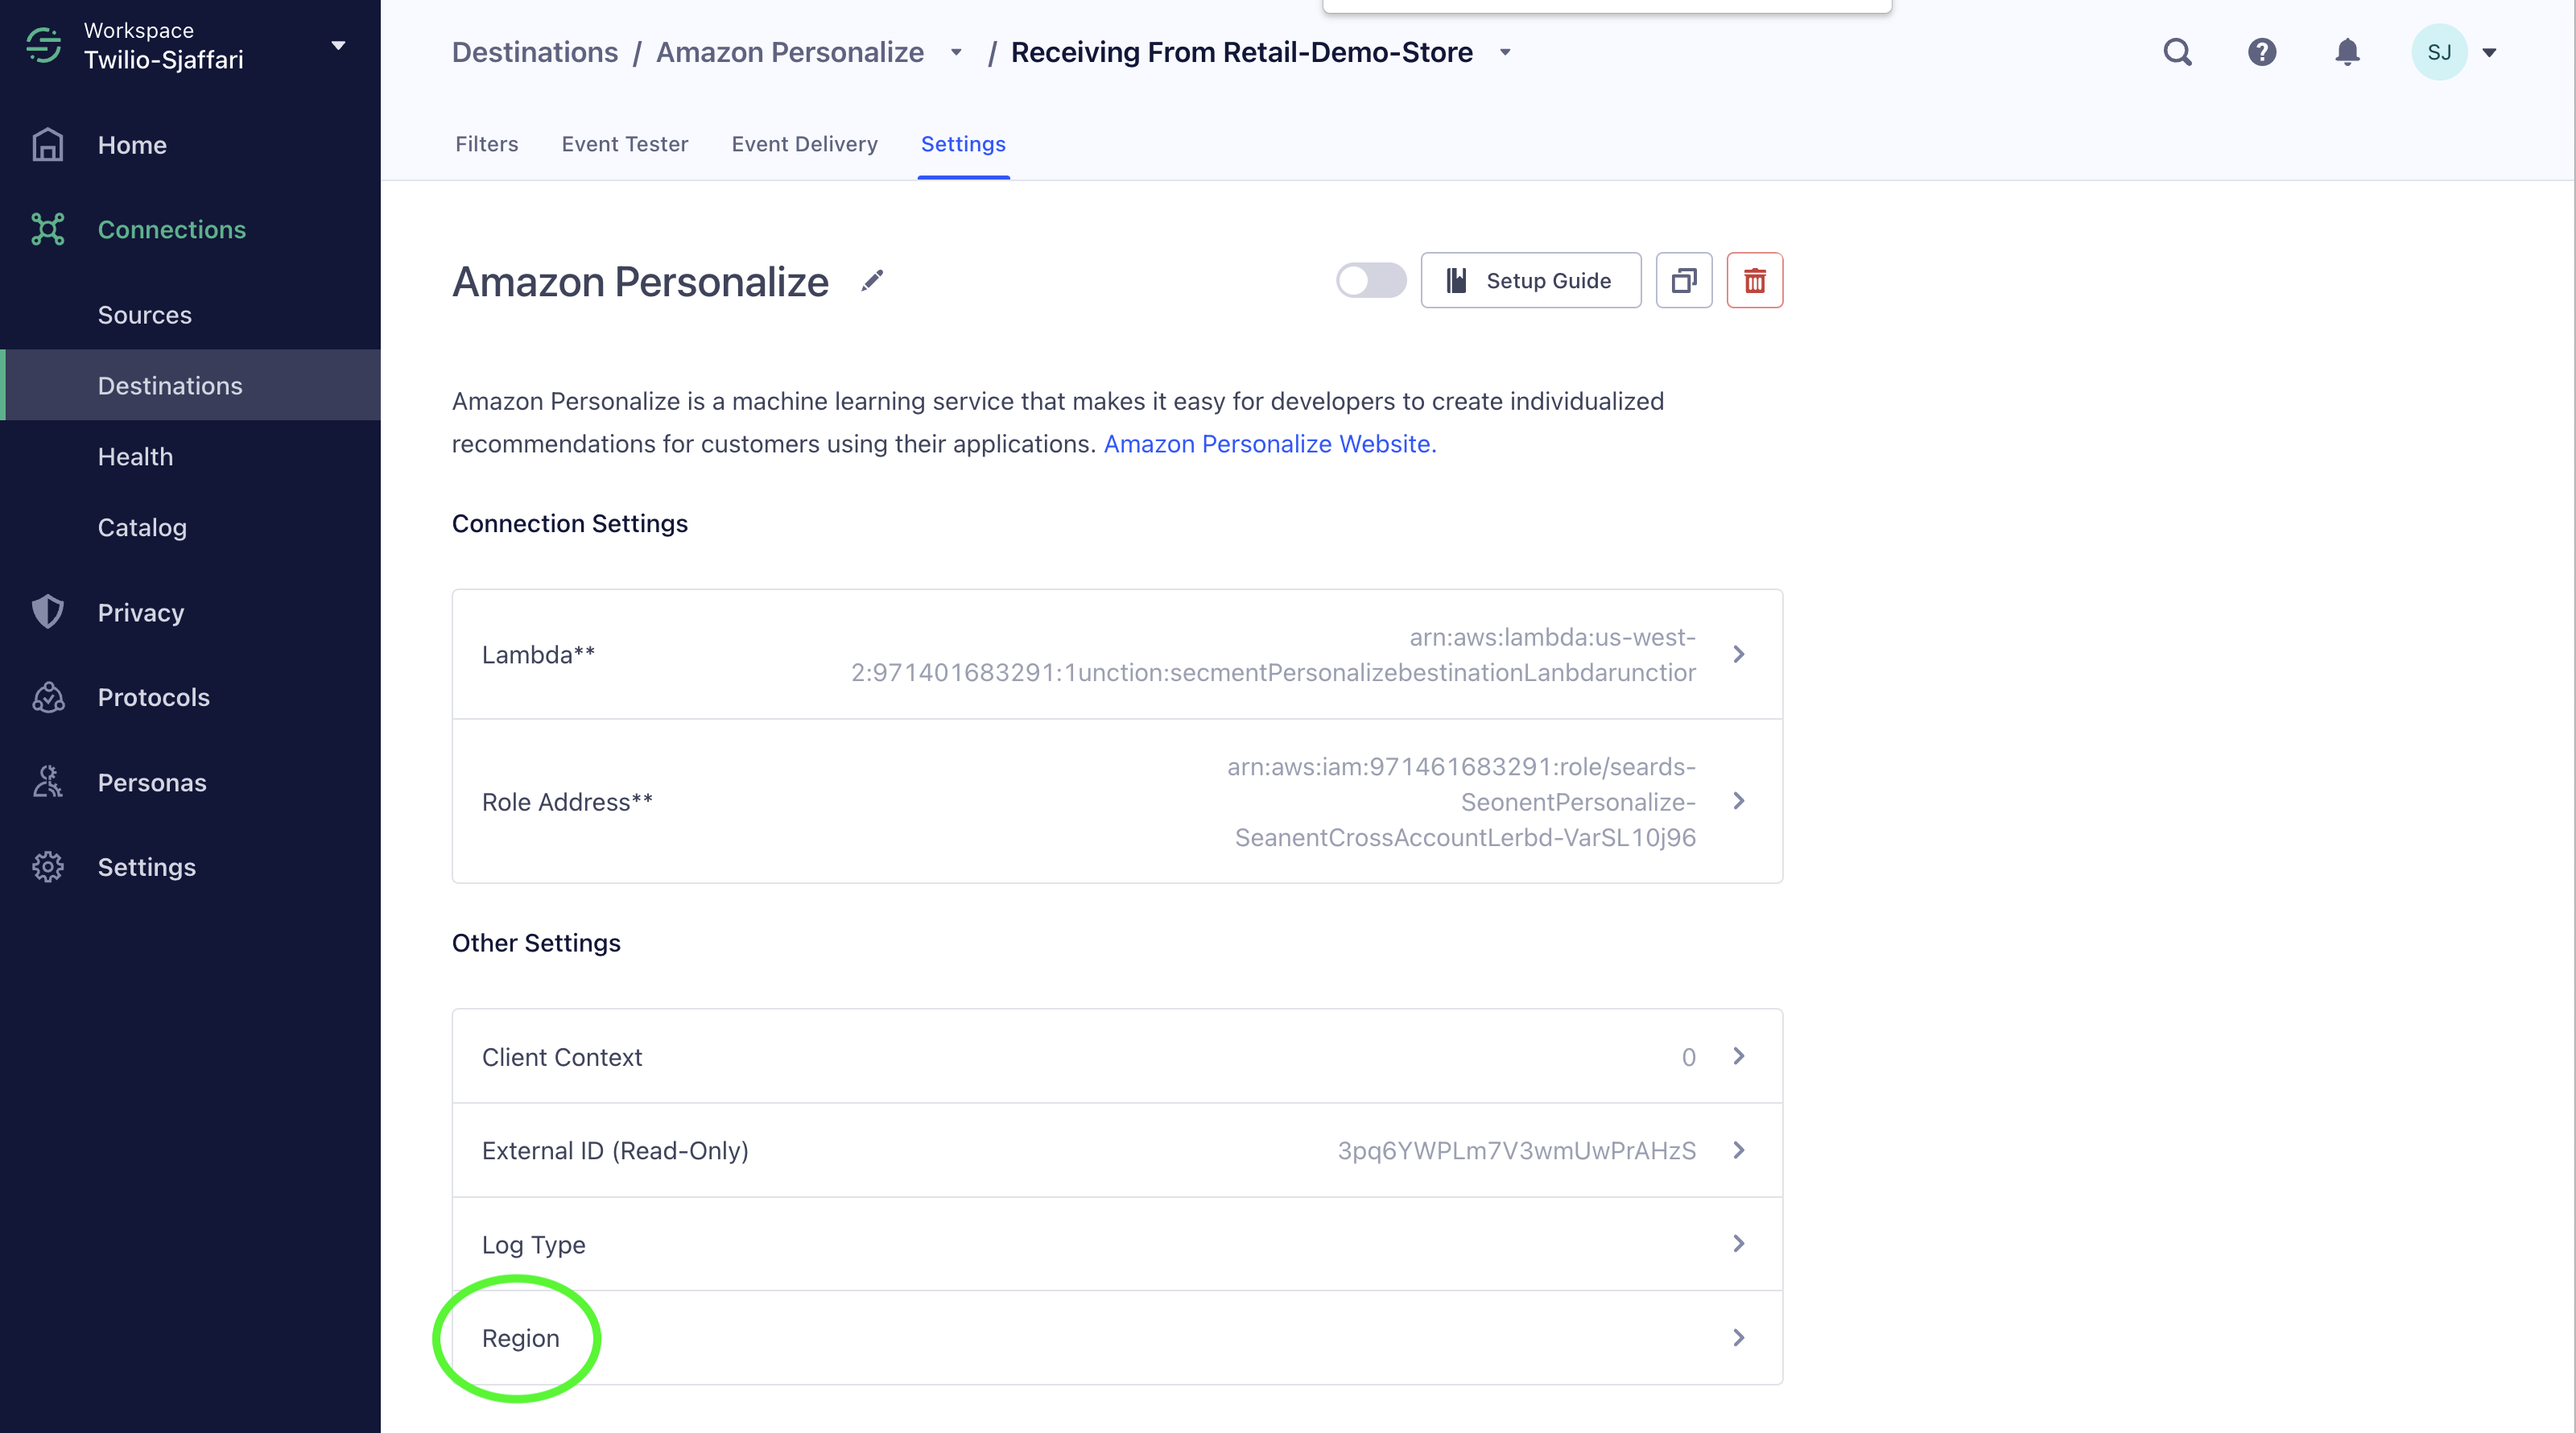 Workspace
Twilio-Sjaffari
Home
Connections
Sources
Destinations
Health
Catalog
Privacy
Protocols
Personas
Settings
Destinations / Amazon Personalize / Receiving From Retail-Demo-Store
SJ
Filters Event Tester Event Delivery Settings
Amazon Personalize
Setup Guide
Amazon Personalize is a machine learning service that makes it easy for developers to create individualized
recommendations for customers using their applications. Amazon Personalize Website.
Connection Settings
Lambda**
arn:aws:lambda:us-west-
2:971401683291:1unction:secmentPersonalizebestinationLanbdarunctior
Role Address**
arn:aws:iam:971461683291:role/seards-
SeonentPersonalize-
SeanentCrossAccountLerbd-VarSL10j96
Other Settings
Client Context 0
External ID (Read-Only) 3pq6YWPLm7V3wmUwPrAHzS
Log Type
Region